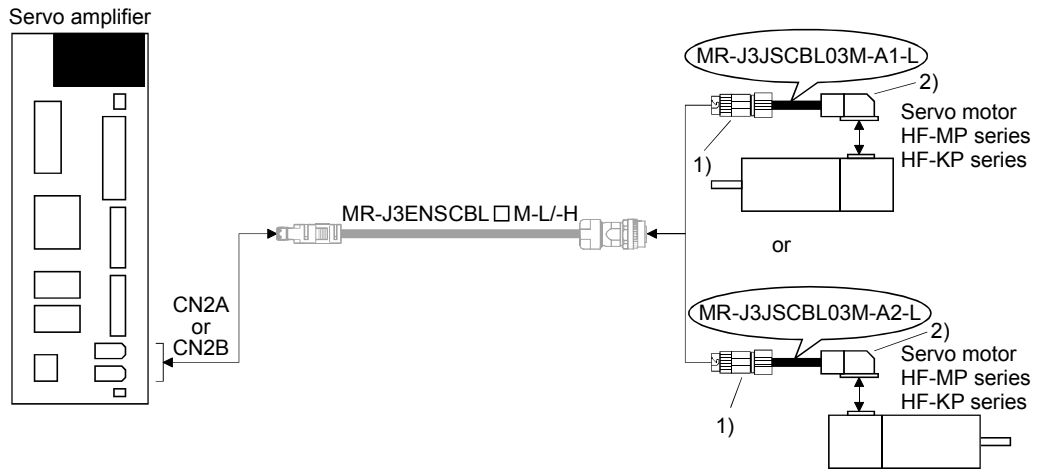 Servo amplifier
MR-J3JSCBL03M-A1-L
2)
1)
Servo motor
HF-MP series
HF-KP series
MR-J3ENSCBL□M-L/-H
or
CN2A
or
CN2B
MR-J3JSCBL03M-A2-L
2)
1)
Servo motor
HF-MP series
HF-KP series